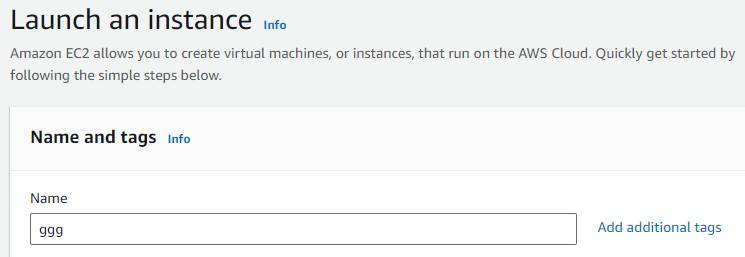 Launch an instance Info
Amazon EC2 allows you to create virtual machines, or instances, that run on the AWS Cloud. Quickly get started by
following the simple steps below.
Name and tags Info
Name
ggg Add additional tags